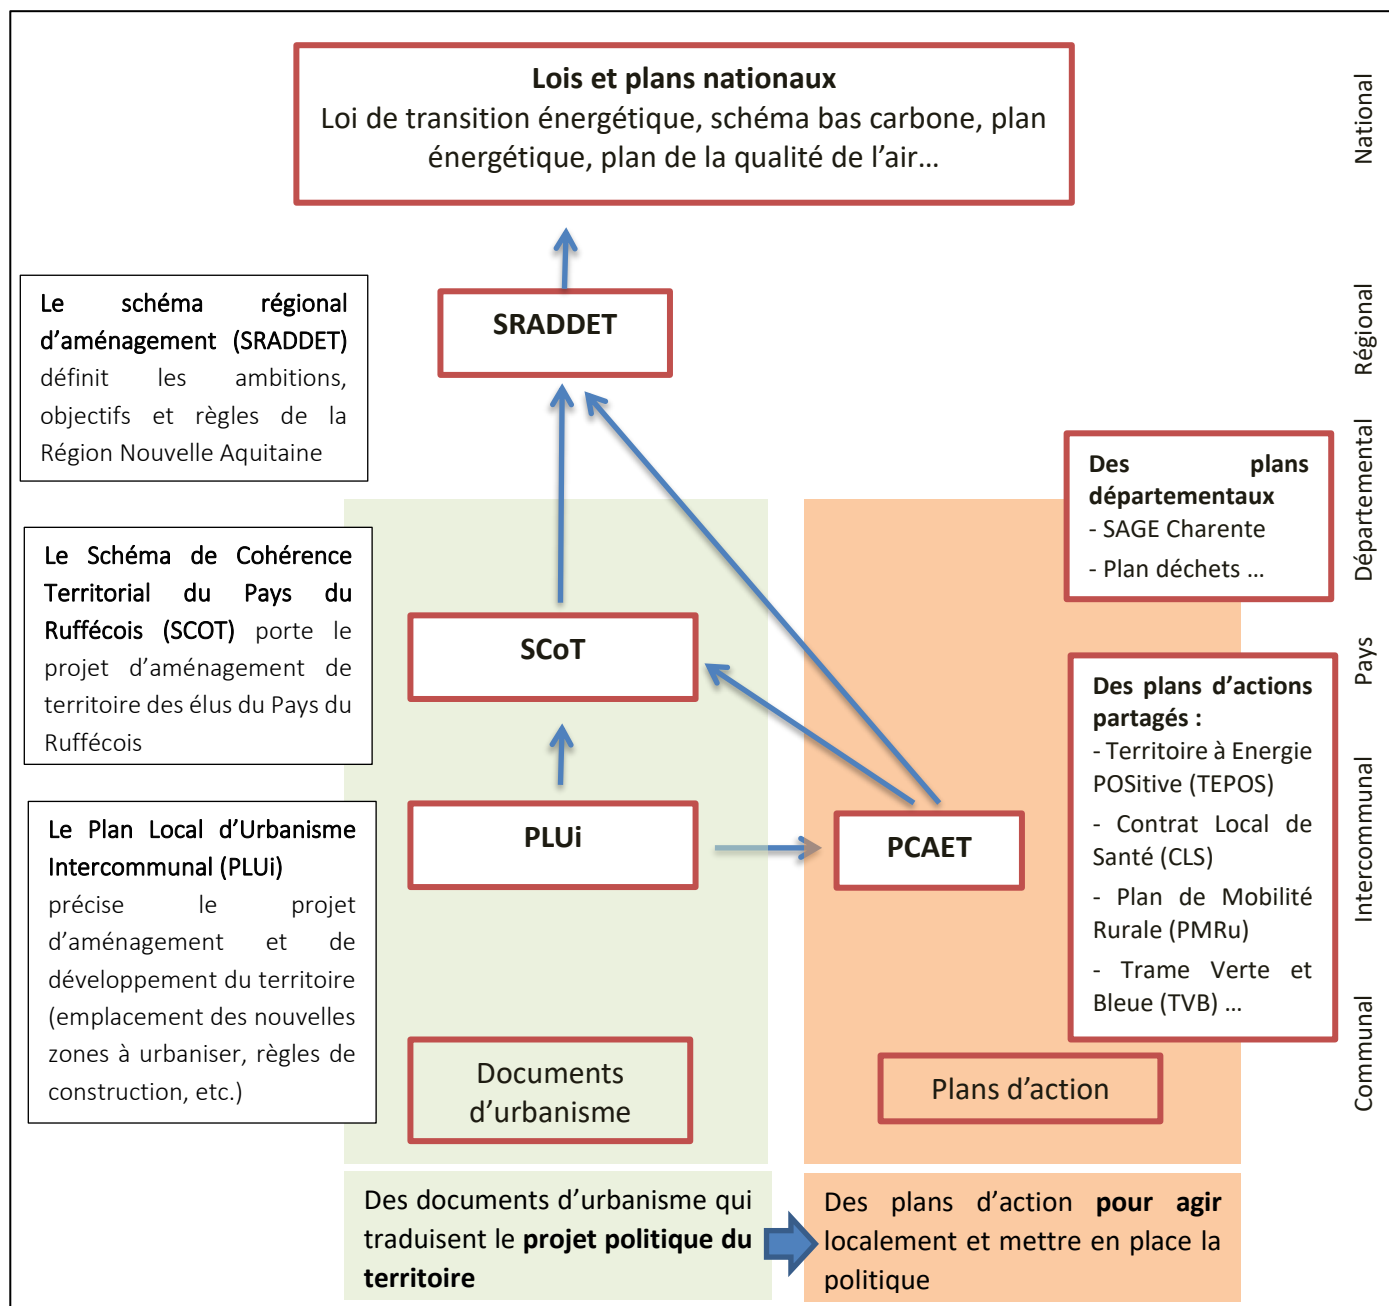 Lois et plans nationaux
Loi de transition énergétique, schéma bas carbone, plan
énergétique, plan de la qualité de l’air…
National
Le schéma régional
d’aménagement (SRADDET)
définit les ambitions,
objectifs et règles de la
Région Nouvelle Aquitaine
SRADDET
Régional
Des plans
départementaux
- SAGE Charente
- Plan déchets …
Départemental
Le Schéma de Cohérence
Territorial du Pays du
Ruffécois (SCOT) porte le
projet d’aménagement de
territoire des élus du Pays du
Ruffécois
SCoT
Pays
Des plans d’actions
partagés :
- Territoire à Energie
POSitive (TEPOS)
- Contrat Local de
Santé (CLS)
- Plan de Mobilité
Rurale (PMRu)
- Trame Verte et
Bleue (TVB) …
Le Plan Local d’Urbanisme
Intercommunal (PLUi)
précise le projet
d’aménagement et de
développement du territoire
(emplacement des nouvelles
zones à urbaniser, règles de
construction, etc.)
PLUi
PCAET
Intercommunal
Documents
d’urbanisme
Plans d’action
Communal
Des documents d’urbanisme qui
traduisent le projet politique du
territoire
Des plans d’action pour agir
localement et mettre en place la
politique